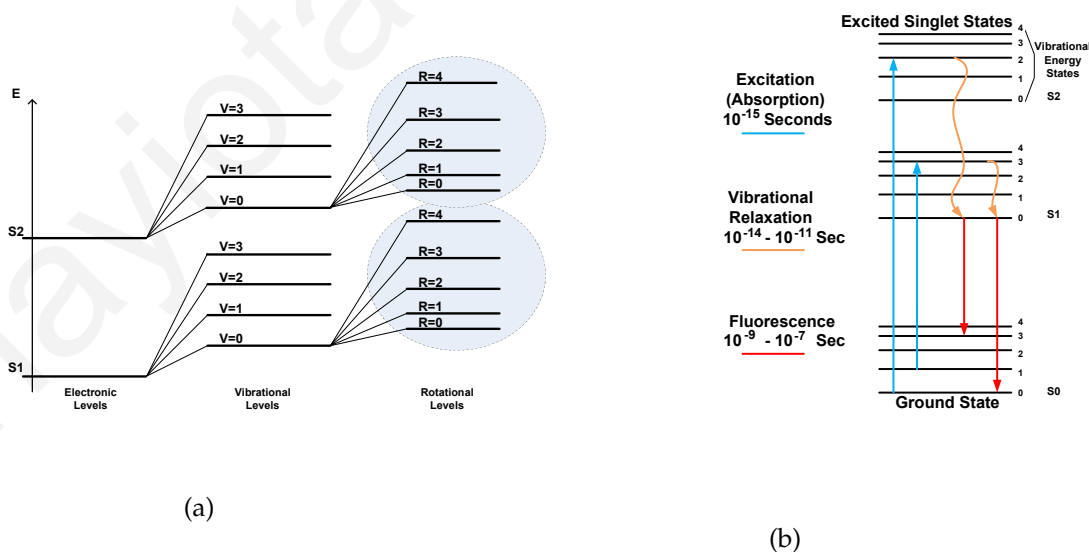 E
S2
S1
V=3
V=2
V=1
V=0
V=3
V=2
V=1
V=0
R=4
R=3
R=2
R=1
R=0
R=4
R=3
R=2
R=1
R=0
Electronic
Levels
Vibrational
Levels
Rotational
Levels
(a)
Excited Singlet States
4
3
2
1
0
Vibrational
Energy
States
S2
Excitation
(Absorption)
10⁻¹⁵ Seconds
4
3
2
1
0
S1
Vibrational
Relaxation
10⁻¹⁴ - 10⁻¹¹ Sec
Fluorescence
10⁻⁹ - 10⁻⁷ Sec
4
3
2
1
0
S0
Ground State
(b)